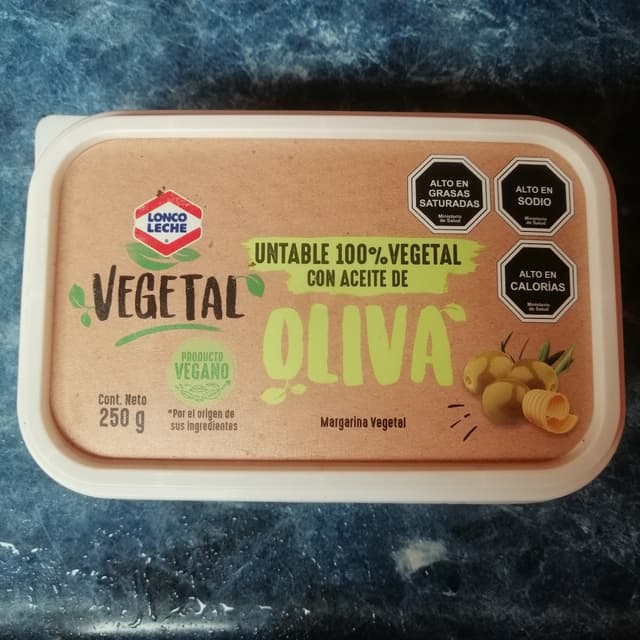 LONCO
LECHE
VEGETAL
UNTABLE 100% VEGETAL
CON ACEITE DE
OLIVA
PRODUCTO
VEGANO
Cont. Neto
250 g
*Por el origen de
sus ingredientes
Margarina Vegetal
ALTO EN
GRASAS
SATURADAS
Ministerio
de Salud
ALTO EN
SODIO
Ministerio
de Salud
ALTO EN
CALORÍAS
Ministerio
de Salud